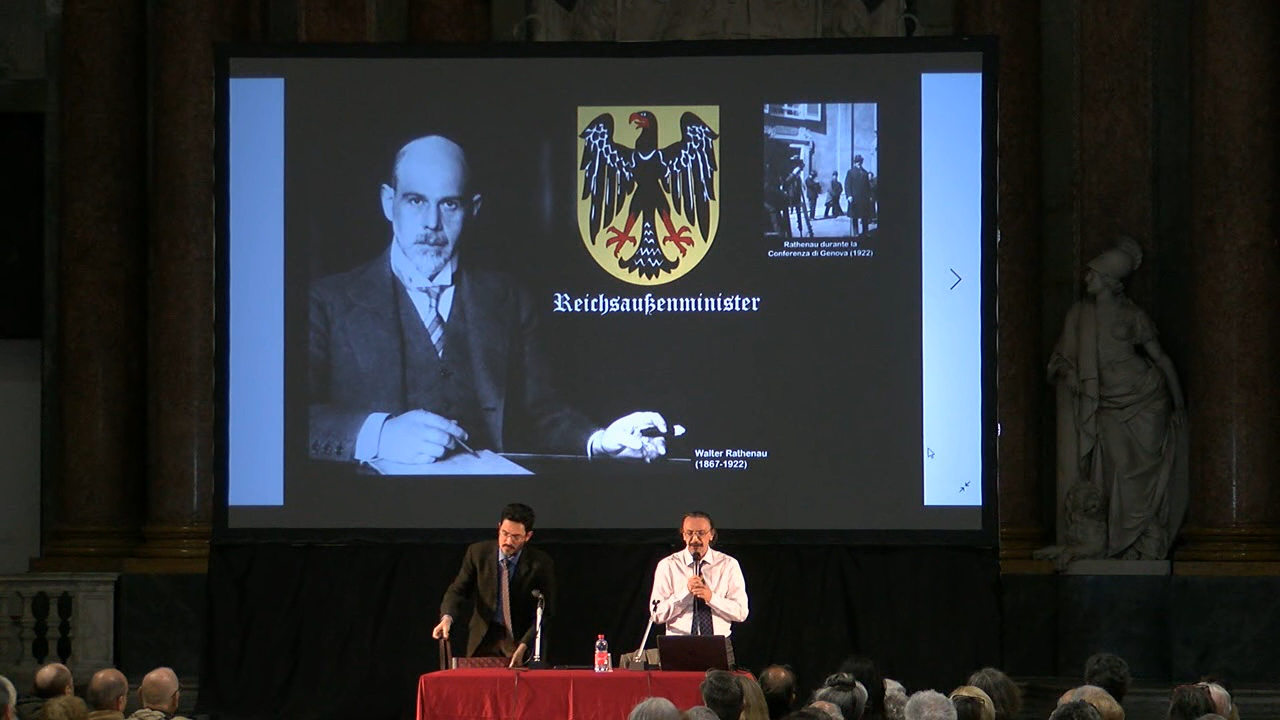 Rathenau durante la
Conferenza di Genova (1922)
Reichsaußenminister
Walter Rathenau
(1867-1922)